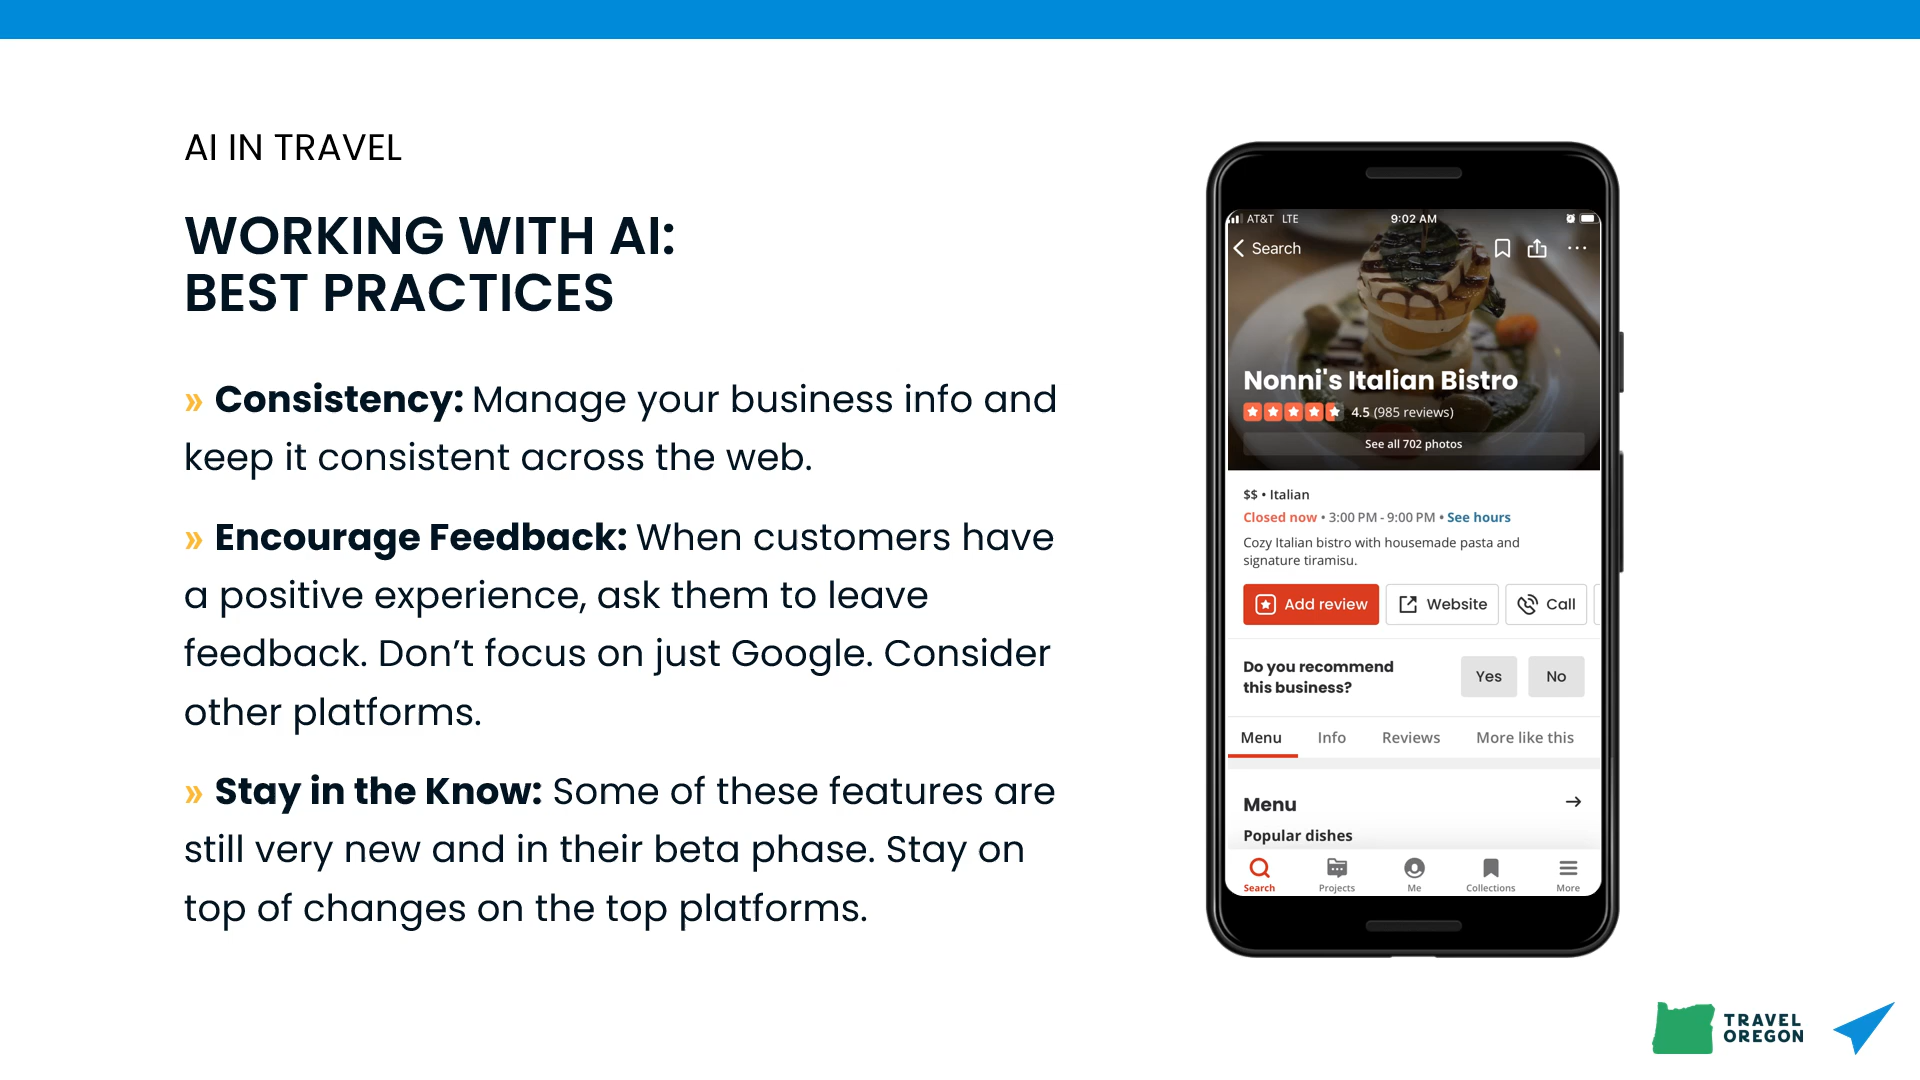 AI IN TRAVEL
WORKING WITH AI:
BEST PRACTICES
» Consistency: Manage your business info and
keep it consistent across the web.
» Encourage Feedback: When customers have
a positive experience, ask them to leave
feedback. Don’t focus on just Google. Consider
other platforms.
» Stay in the Know: Some of these features are
still very new and in their beta phase. Stay on
top of changes on the top platforms.
AT&T LTE 9:02 AM
Search
Nonni's Italian Bistro
4.5 (985 reviews)
See all 702 photos
$$ • Italian
Closed now • 3:00 PM - 9:00 PM • See hours
Cozy Italian bistro with housemade pasta and
signature tiramisu.
Add review Website Call
Do you recommend
this business?
Yes No
Menu Info Reviews More like this
Menu
Popular dishes
Search Projects Me Collections More
TRAVEL
OREGON